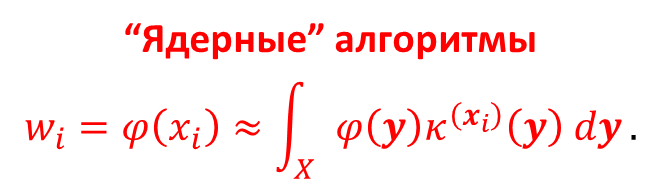 “Ядерные” алгоритмы
wᵢ = φ(xᵢ) ≈ ∫_X φ(y)κ^(xᵢ)(y) dy .